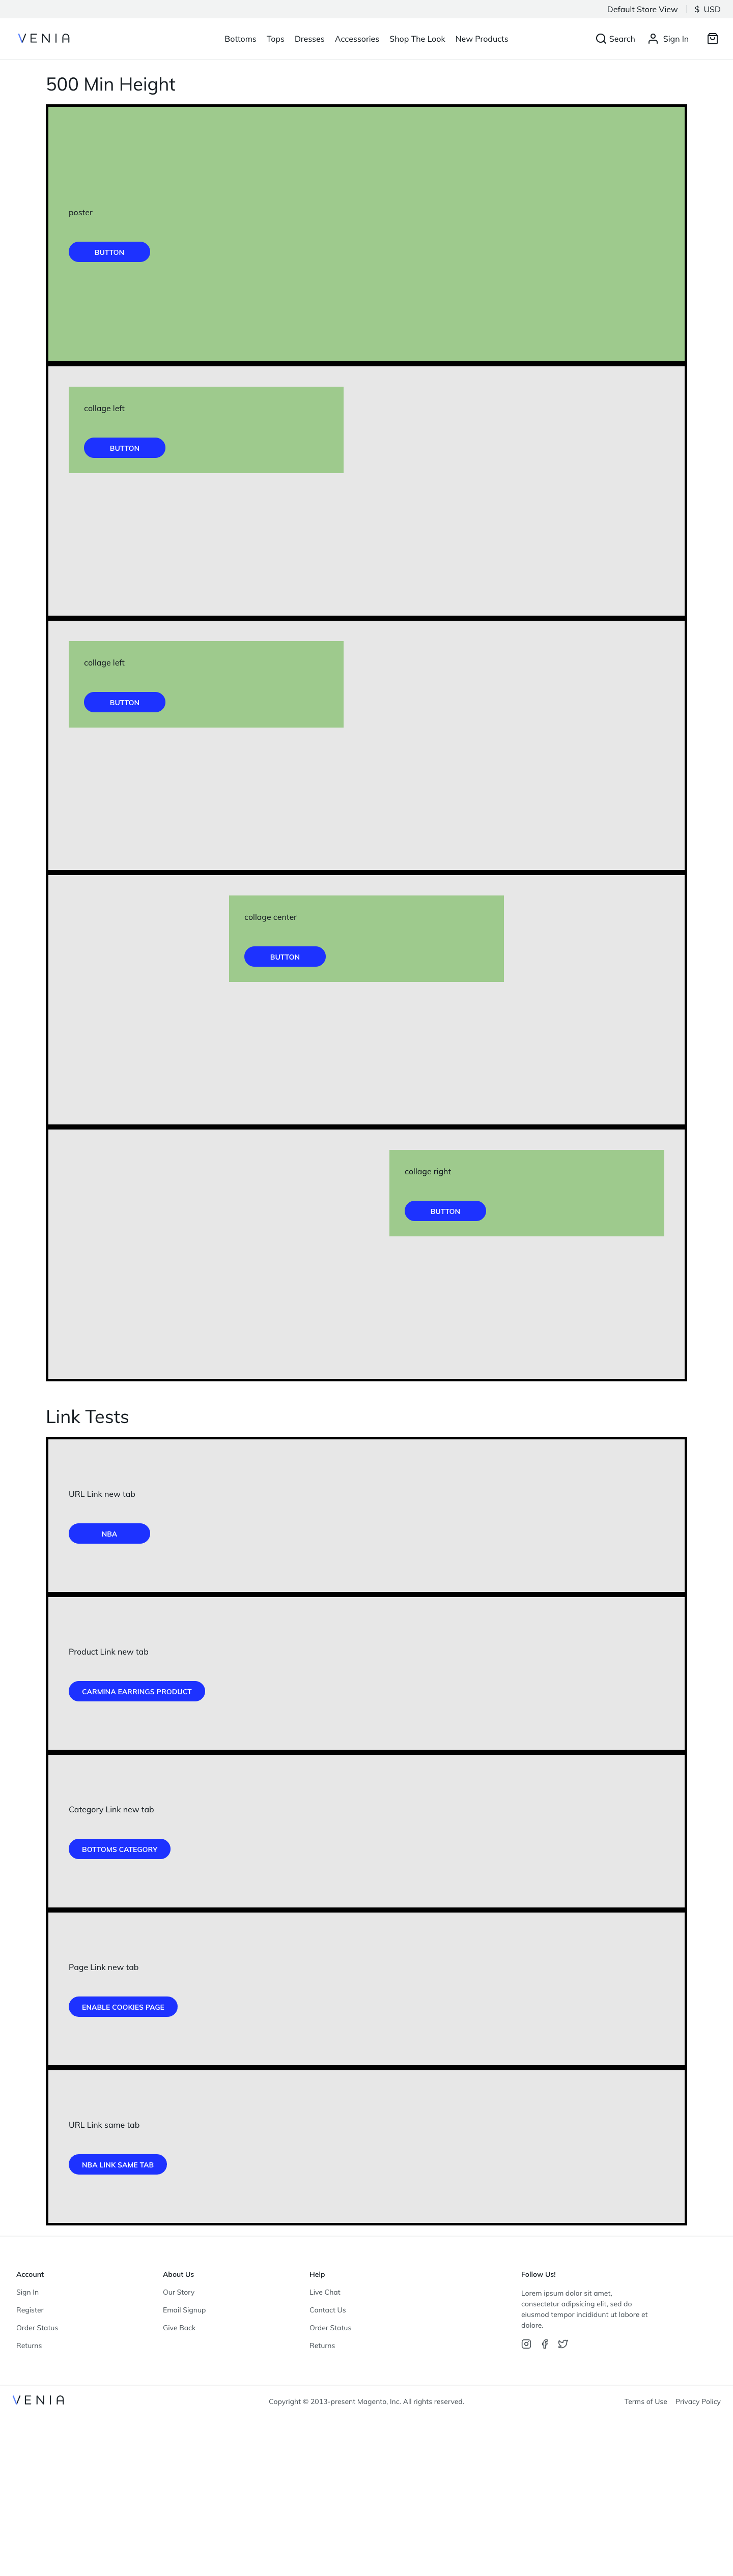 Default Store View
$ USD
VENIA
Bottoms
Tops
Dresses
Accessories
Shop The Look
New Products
Search
Sign In
500 Min Height
poster
BUTTON
collage left
BUTTON
collage left
BUTTON
collage center
BUTTON
collage right
BUTTON
Link Tests
URL Link new tab
NBA
Product Link new tab
CARMINA EARRINGS PRODUCT
Category Link new tab
BOTTOMS CATEGORY
Page Link new tab
ENABLE COOKIES PAGE
URL Link same tab
NBA LINK SAME TAB
Account
Sign In
Register
Order Status
Returns
About Us
Our Story
Email Signup
Give Back
Help
Live Chat
Contact Us
Order Status
Returns
Follow Us!
Lorem ipsum dolor sit amet,
consectetur adipsicing elit, sed do
eiusmod tempor incididunt ut labore et
dolore.
VENIA
Copyright © 2013-present Magento, Inc. All rights reserved.
Terms of Use
Privacy Policy